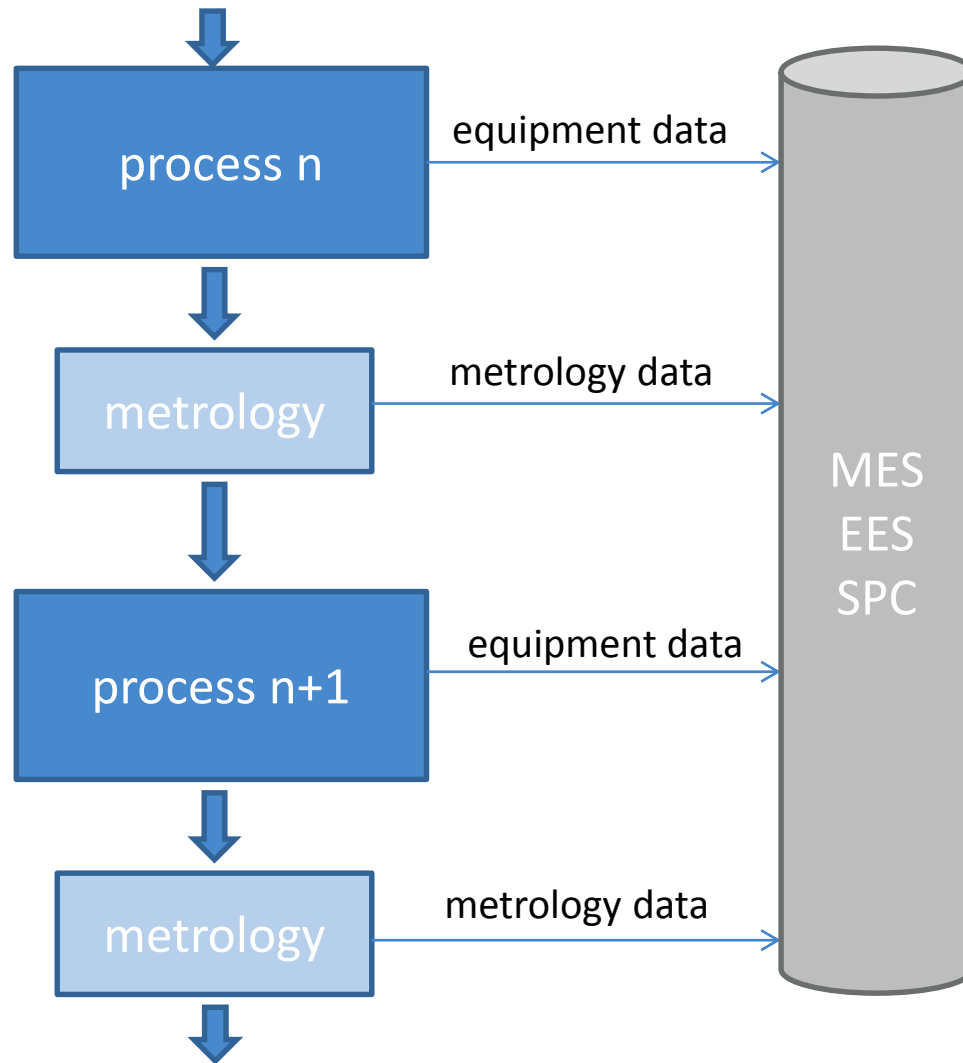 process n
equipment data
metrology
metrology data
MES
EES
SPC
process n+1
equipment data
metrology
metrology data